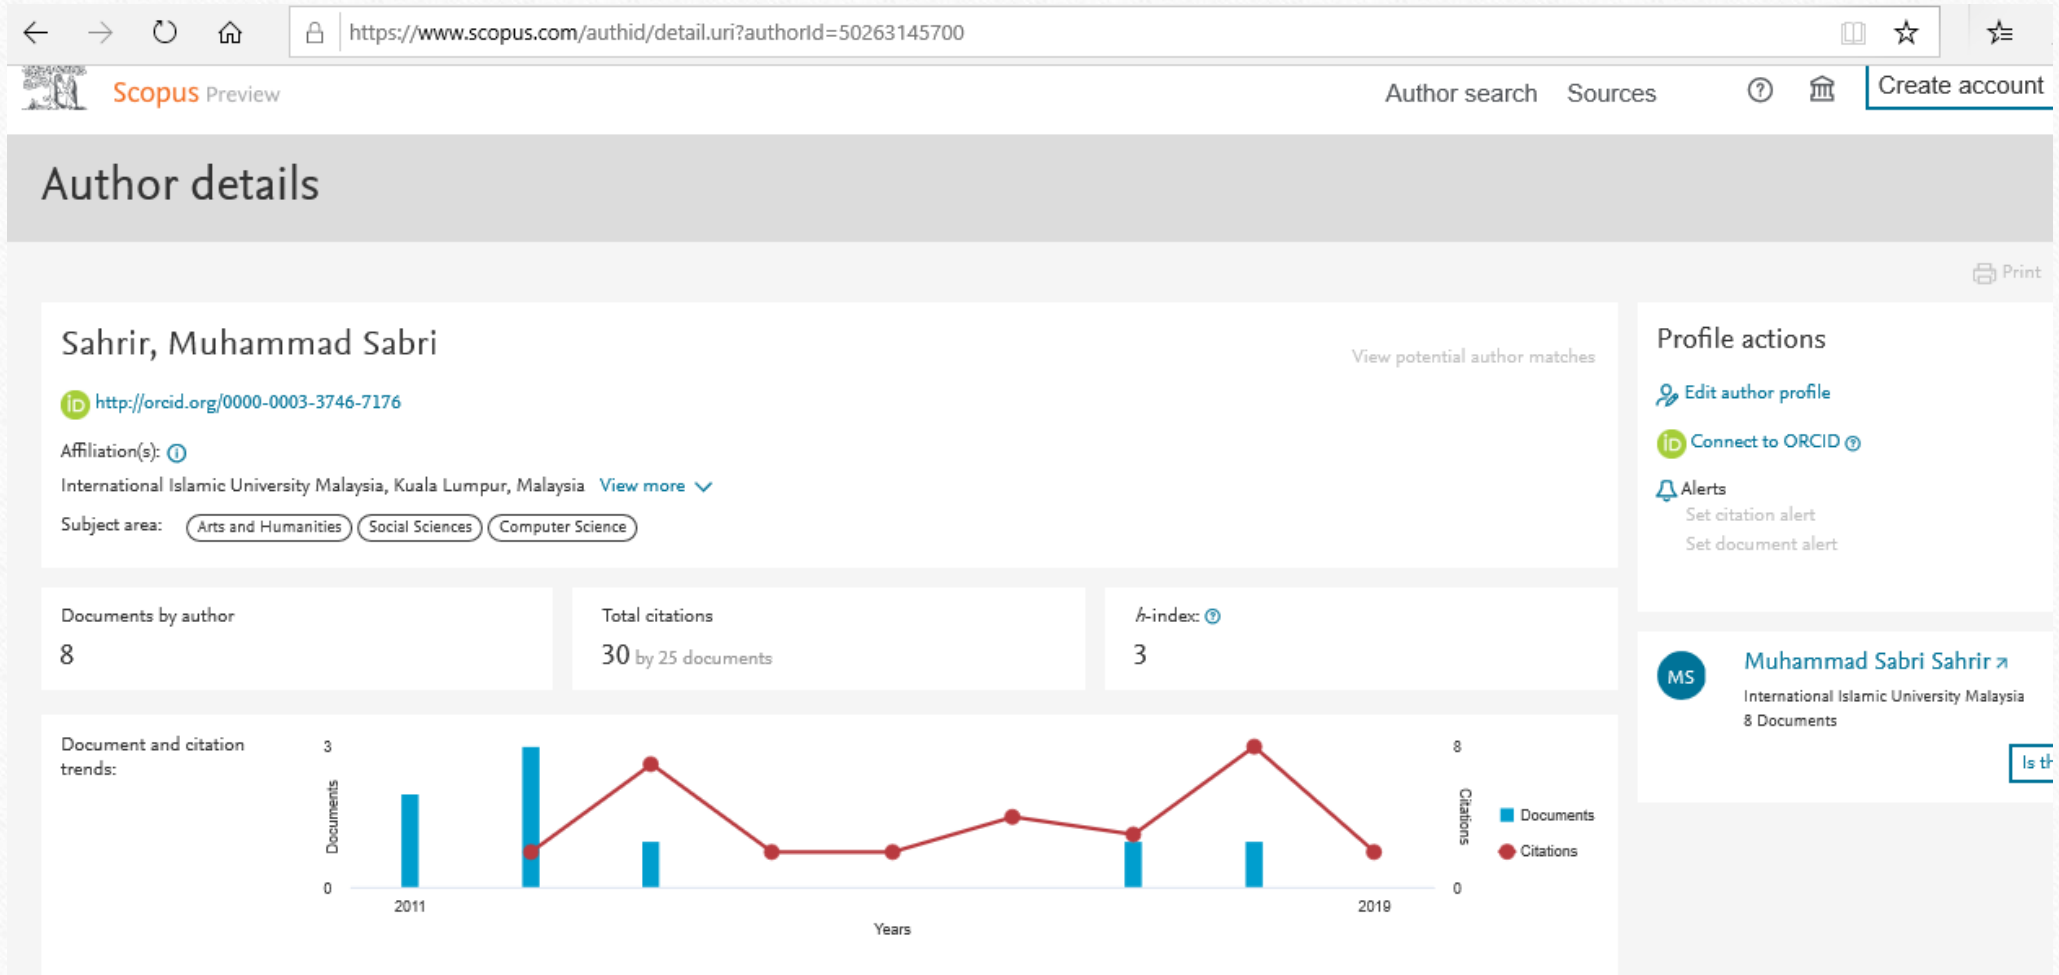 https://www.scopus.com/authid/detail.uri?authorId=50263145700
Scopus Preview
Author search Sources
Create account
Author details
Print
Sahrir, Muhammad Sabri
View potential author matches
iD http://orcid.org/0000-0003-3746-7176
Affiliation(s):
International Islamic University Malaysia, Kuala Lumpur, Malaysia View more
Subject area: Arts and Humanities Social Sciences Computer Science
Profile actions
Edit author profile
iD Connect to ORCID
Alerts
Set citation alert
Set document alert
Documents by author
8
Total citations
30 by 25 documents
h-index:
3
MS
Muhammad Sabri Sahrir
International Islamic University Malaysia
8 Documents
Is th
Document and citation
trends:
3
Documents
0
2011
2019
Years
8
Citations
0
Documents
Citations